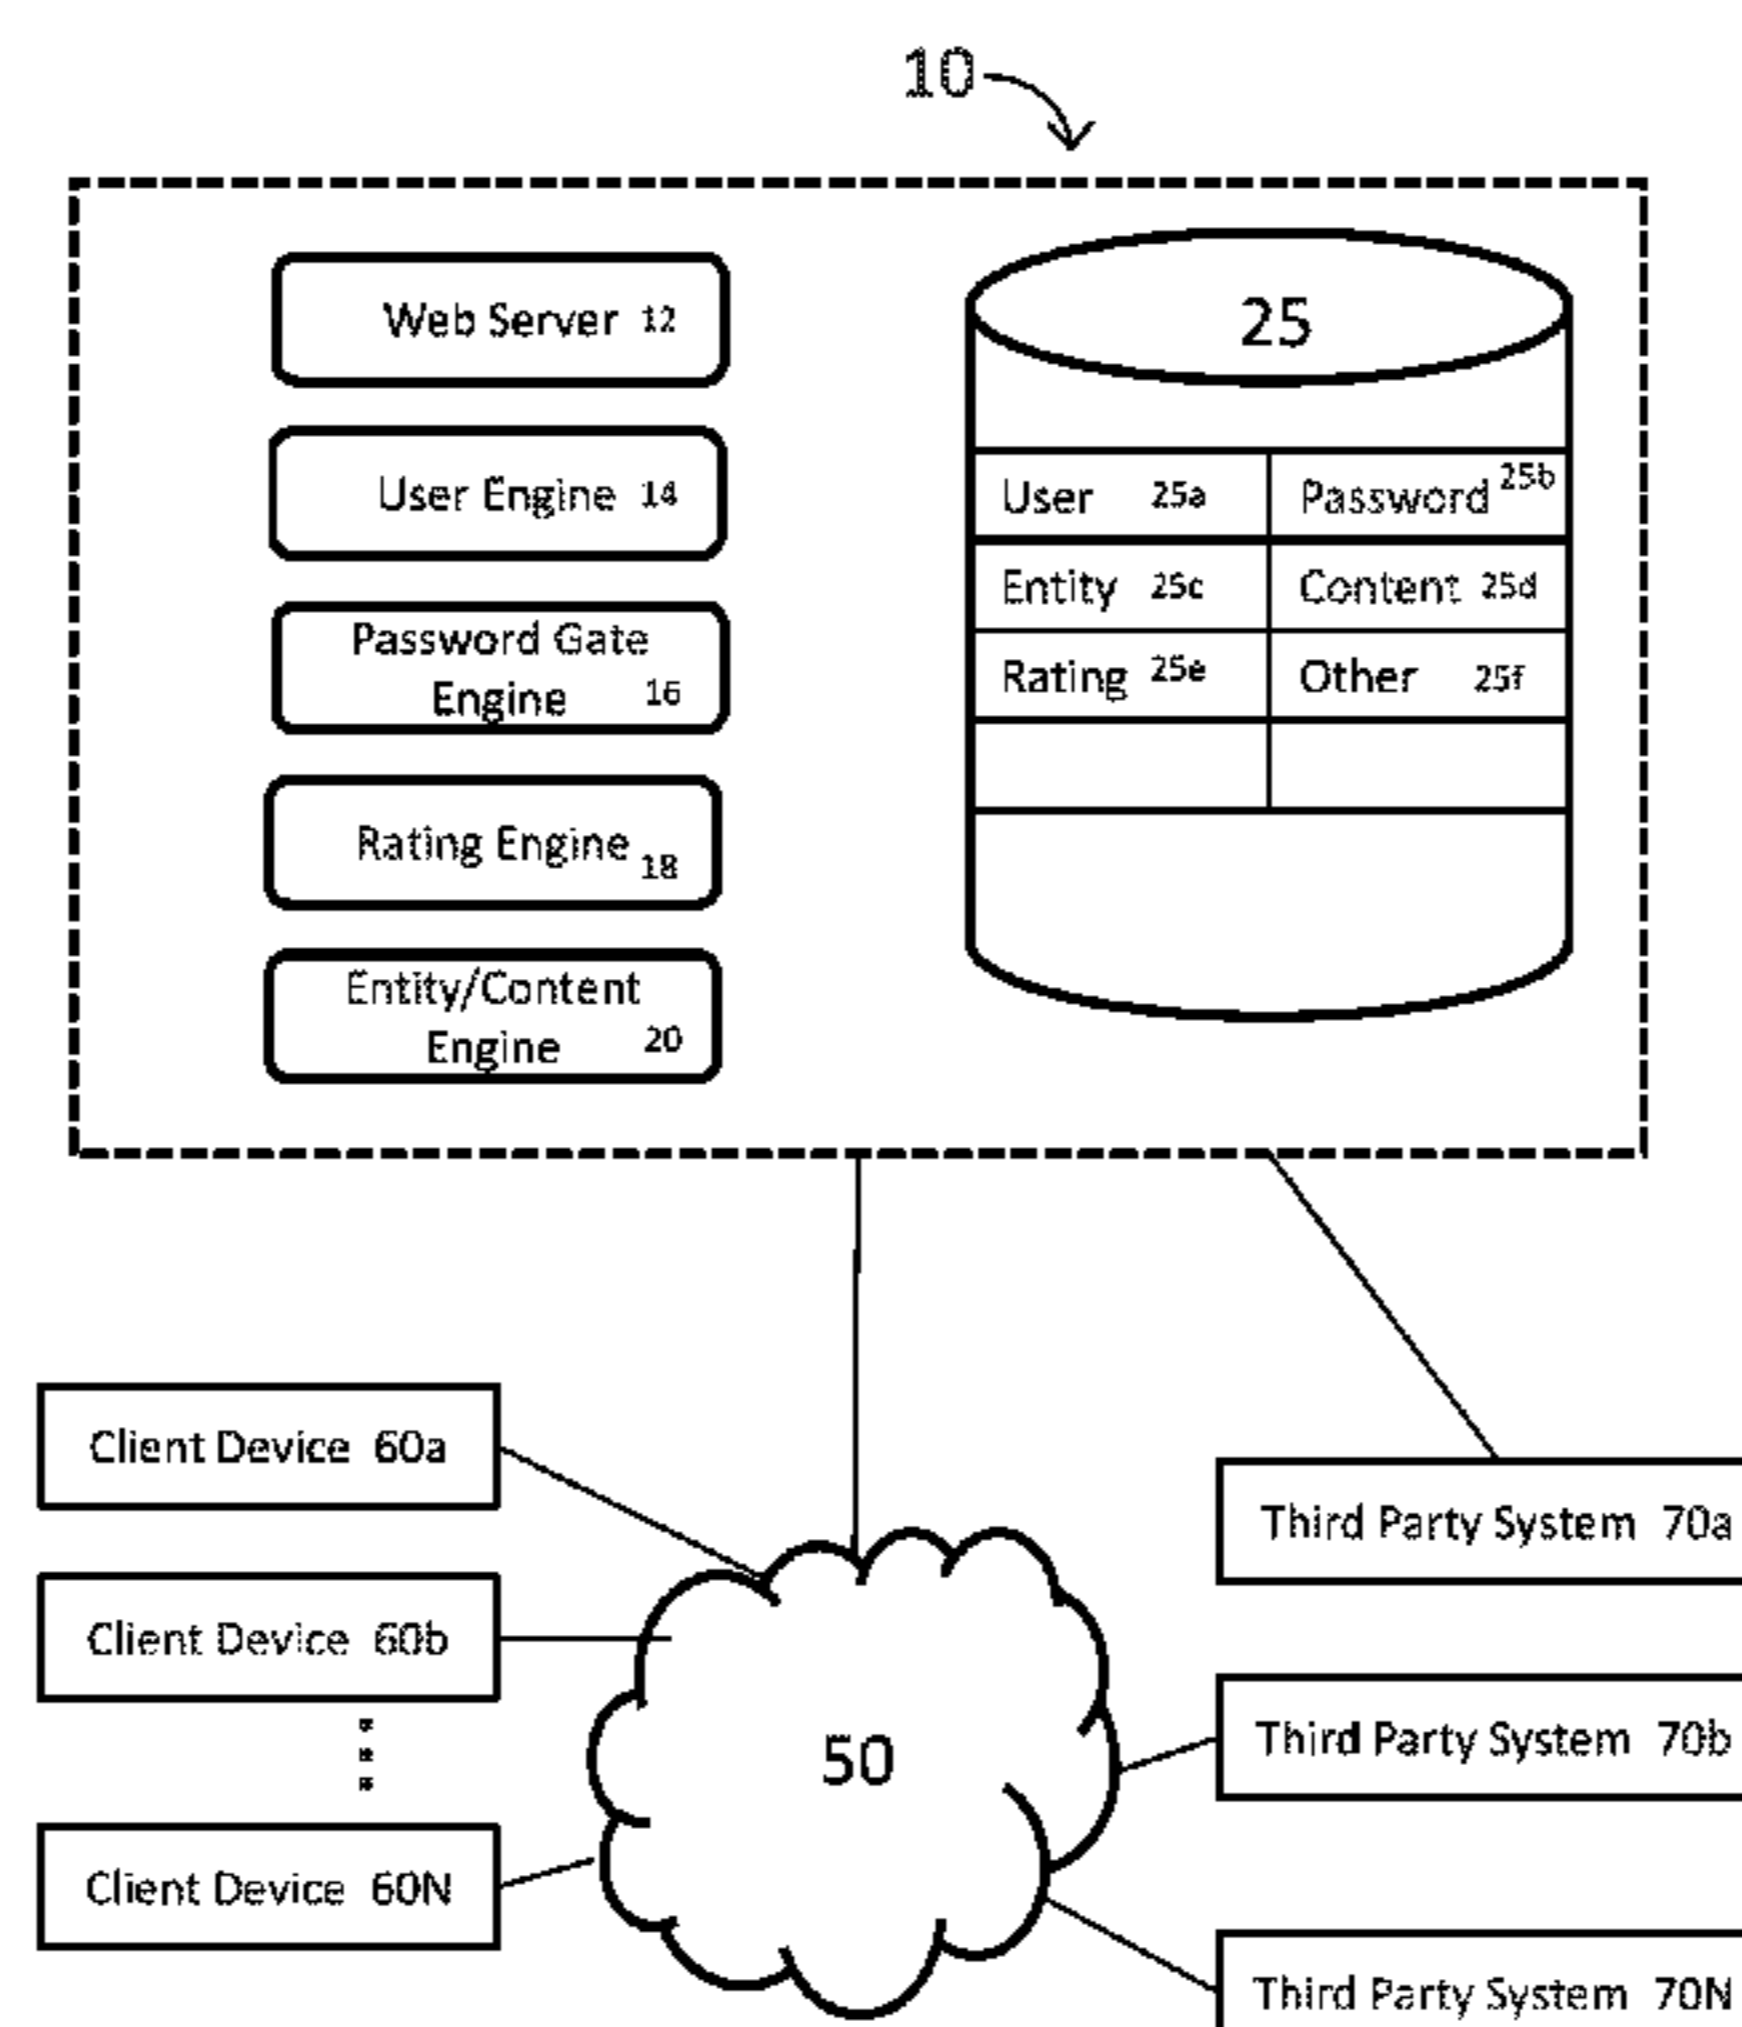 10
Web Server 12
User Engine 14
Password Gate
Engine 16
Rating Engine 18
Entity/Content
Engine 20
25
User 25a Password 25b
Entity 25c Content 25d
Rating 25e Other 25f
Client Device 60a
Client Device 60b
Client Device 60N
50
Third Party System 70a
Third Party System 70b
Third Party System 70N